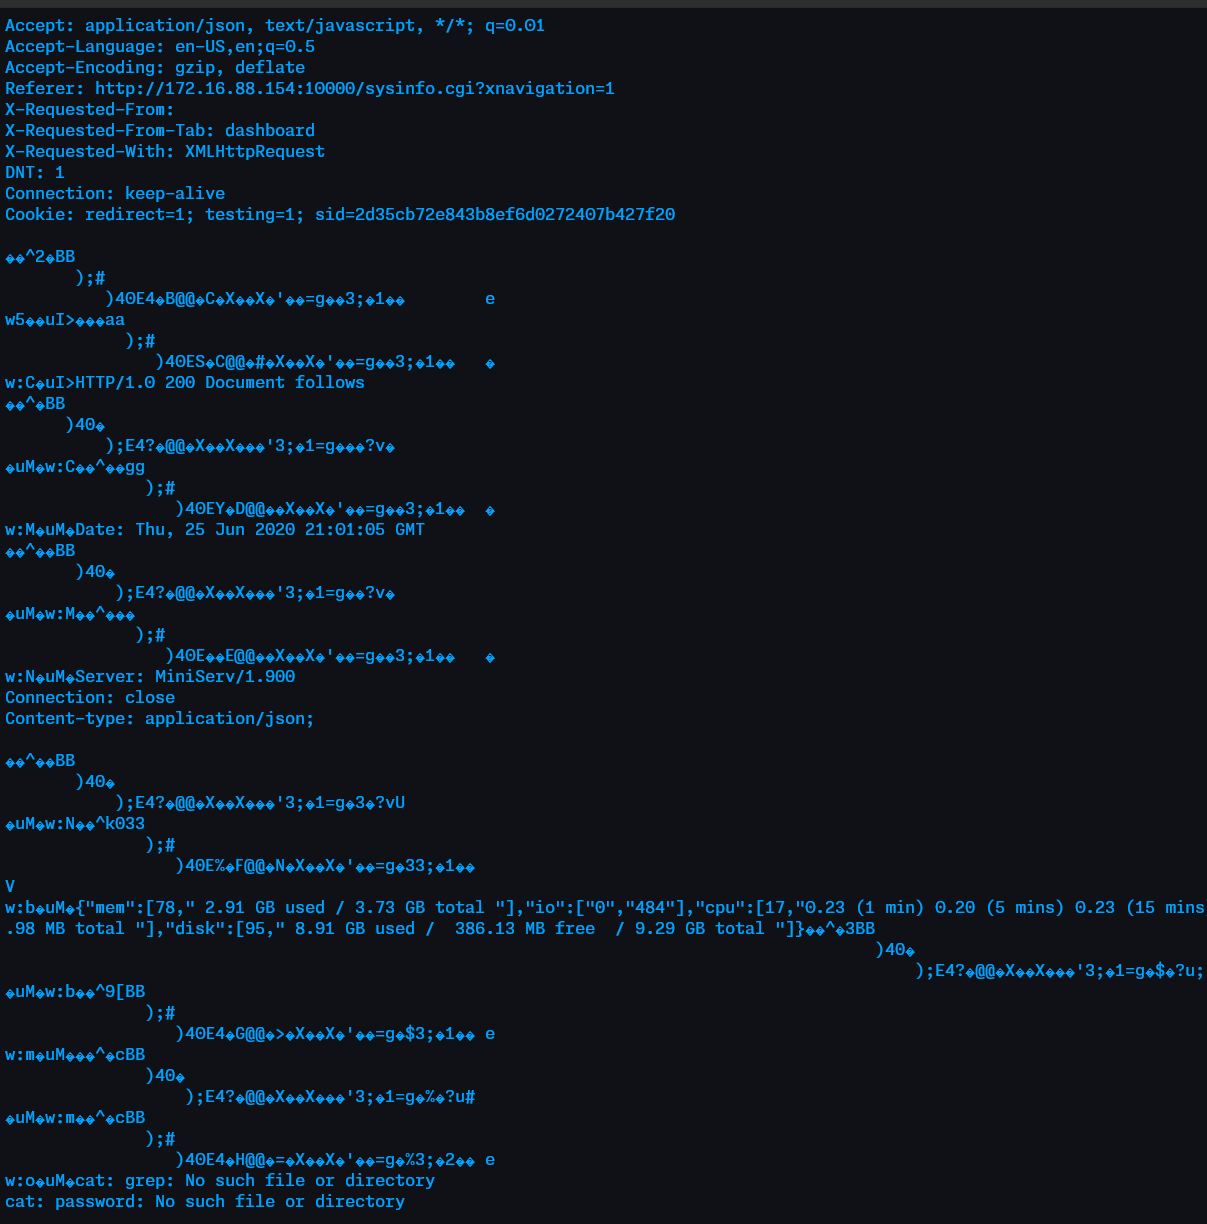 Accept: application/json, text/javascript, */*; q=0.01
Accept-Language: en-US,en;q=0.5
Accept-Encoding: gzip, deflate
Referer: http://172.16.88.154:10000/sysinfo.cgi?xnavigation=1
X-Requested-From:
X-Requested-From-Tab: dashboard
X-Requested-With: XMLHttpRequest
DNT: 1
Connection: keep-alive
Cookie: redirect=1; testing=1; sid=2d35cb72e843b8ef6d0272407b427f20
��^2�BB
);#
)40E4�B@@�C�X��X�'��=g��3;�1�� e
w5��uI>���aa
);#
)40ES�C@@�#�X��X�'��=g��3;�1�� �
w:C�uI>HTTP/1.0 200 Document follows
��^�BB
)40�
);E4?�@@�X��X���'3;�1=g���?v�
�uM�w:C��^��gg
);#
)40EY�D@@��X��X�'��=g��3;�1�� �
w:M�uM�Date: Thu, 25 Jun 2020 21:01:05 GMT
��^��BB
)40�
);E4?�@@�X��X���'3;�1=g��?v�
�uM�w:M��^���
);#
)40E��E@@��X��X�'��=g��3;�1�� �
w:N�uM�Server: MiniServ/1.900
Connection: close
Content-type: application/json;
��^��BB
)40�
);E4?�@@�X��X���'3;�1=g�3�?vU
�uM�w:N��^k033
);#
)40E%�F@@�N�X��X�'��=g�33;�1��
V
w:b�uM�{"mem":[78," 2.91 GB used / 3.73 GB total "],"io":["0","484"],"cpu":[17,"0.23 (1 min) 0.20 (5 mins) 0.23 (15 mins
.98 MB total "],"disk":[95," 8.91 GB used /  386.13 MB free  / 9.29 GB total "]}��^�3BB
)40�
);E4?�@@�X��X���'3;�1=g�$�?u;
�uM�w:b��^9[BB
);#
)40E4�G@@�>�X��X�'��=g�$3;�1�� e
w:m�uM���^�cBB
)40�
);E4?�@@�X��X���'3;�1=g�%�?u#
�uM�w:m��^�cBB
);#
)40E4�H@@�=�X��X�'��=g�%3;�2�� e
w:o�uM�cat: grep: No such file or directory
cat: password: No such file or directory